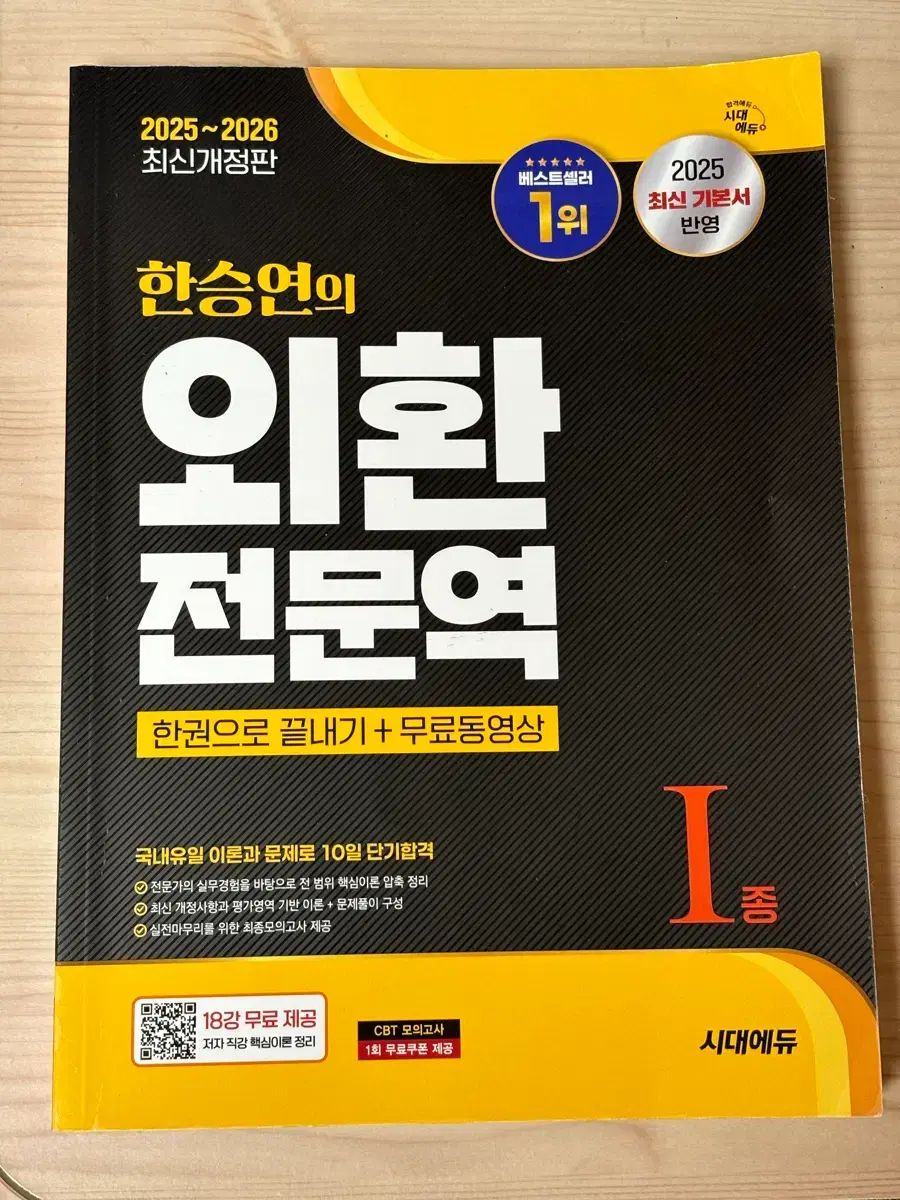 2025~2026
최신개정판
합격에듀
시대
에듀
베스트셀러
1위
2025
최신 기본서
반영
한승연의
외환
전문역
한권으로 끝내기 + 무료동영상
I종
국내유일 이론과 문제로 10일 단기합격
전문가의 실무경험을 바탕으로 전 범위 핵심이론 압축 정리
최신 개정사항과 평가영역 기반 이론 + 문제풀이 구성
실전마무리를 위한 최종모의고사 제공
18강 무료 제공
저자 직강 핵심이론 정리
CBT 모의고사
1회 무료쿠폰 제공
시대에듀